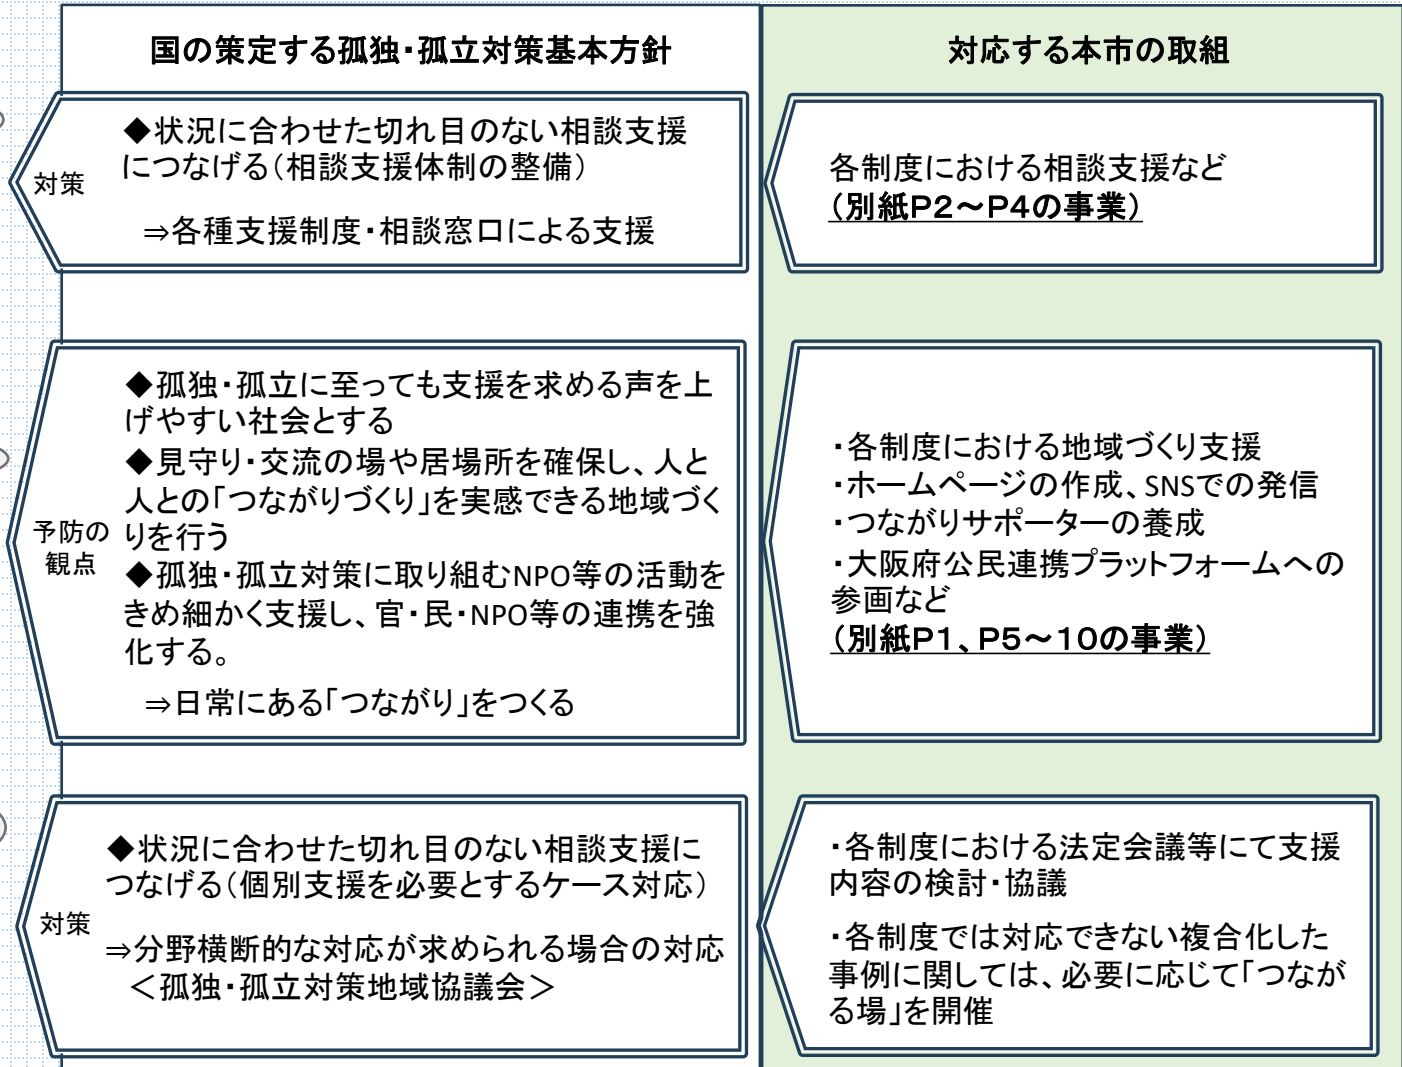 国の策定する孤独・孤立対策基本方針
対応する本市の取組
対策
◆状況に合わせた切れ目のない相談支援
につなげる（相談支援体制の整備）
⇒各種支援制度・相談窓口による支援
各制度における相談支援など
（別紙P2～P4の事業）
予防の
観点
◆孤独・孤立に至っても支援を求める声を上
げやすい社会とする
◆見守り・交流の場や居場所を確保し、人と
人との「つながりづくり」を実感できる地域づく
りを行う
◆孤独・孤立対策に取り組むNPO等の活動を
きめ細かく支援し、官・民・NPO等の連携を強
化する。
⇒日常にある「つながり」をつくる
・各制度における地域づくり支援
・ホームページの作成、SNSでの発信
・つながりサポーターの養成
・大阪府公民連携プラットフォームへの
参画など
（別紙P1、P5～10の事業）
対策
◆状況に合わせた切れ目のない相談支援に
つなげる（個別支援を必要とするケース対応）
⇒分野横断的な対応が求められる場合の対応
＜孤独・孤立対策地域協議会＞
・各制度における法定会議等にて支援
内容の検討・協議
・各制度では対応できない複合化した
事例に関しては、必要に応じて「つなが
る場」を開催